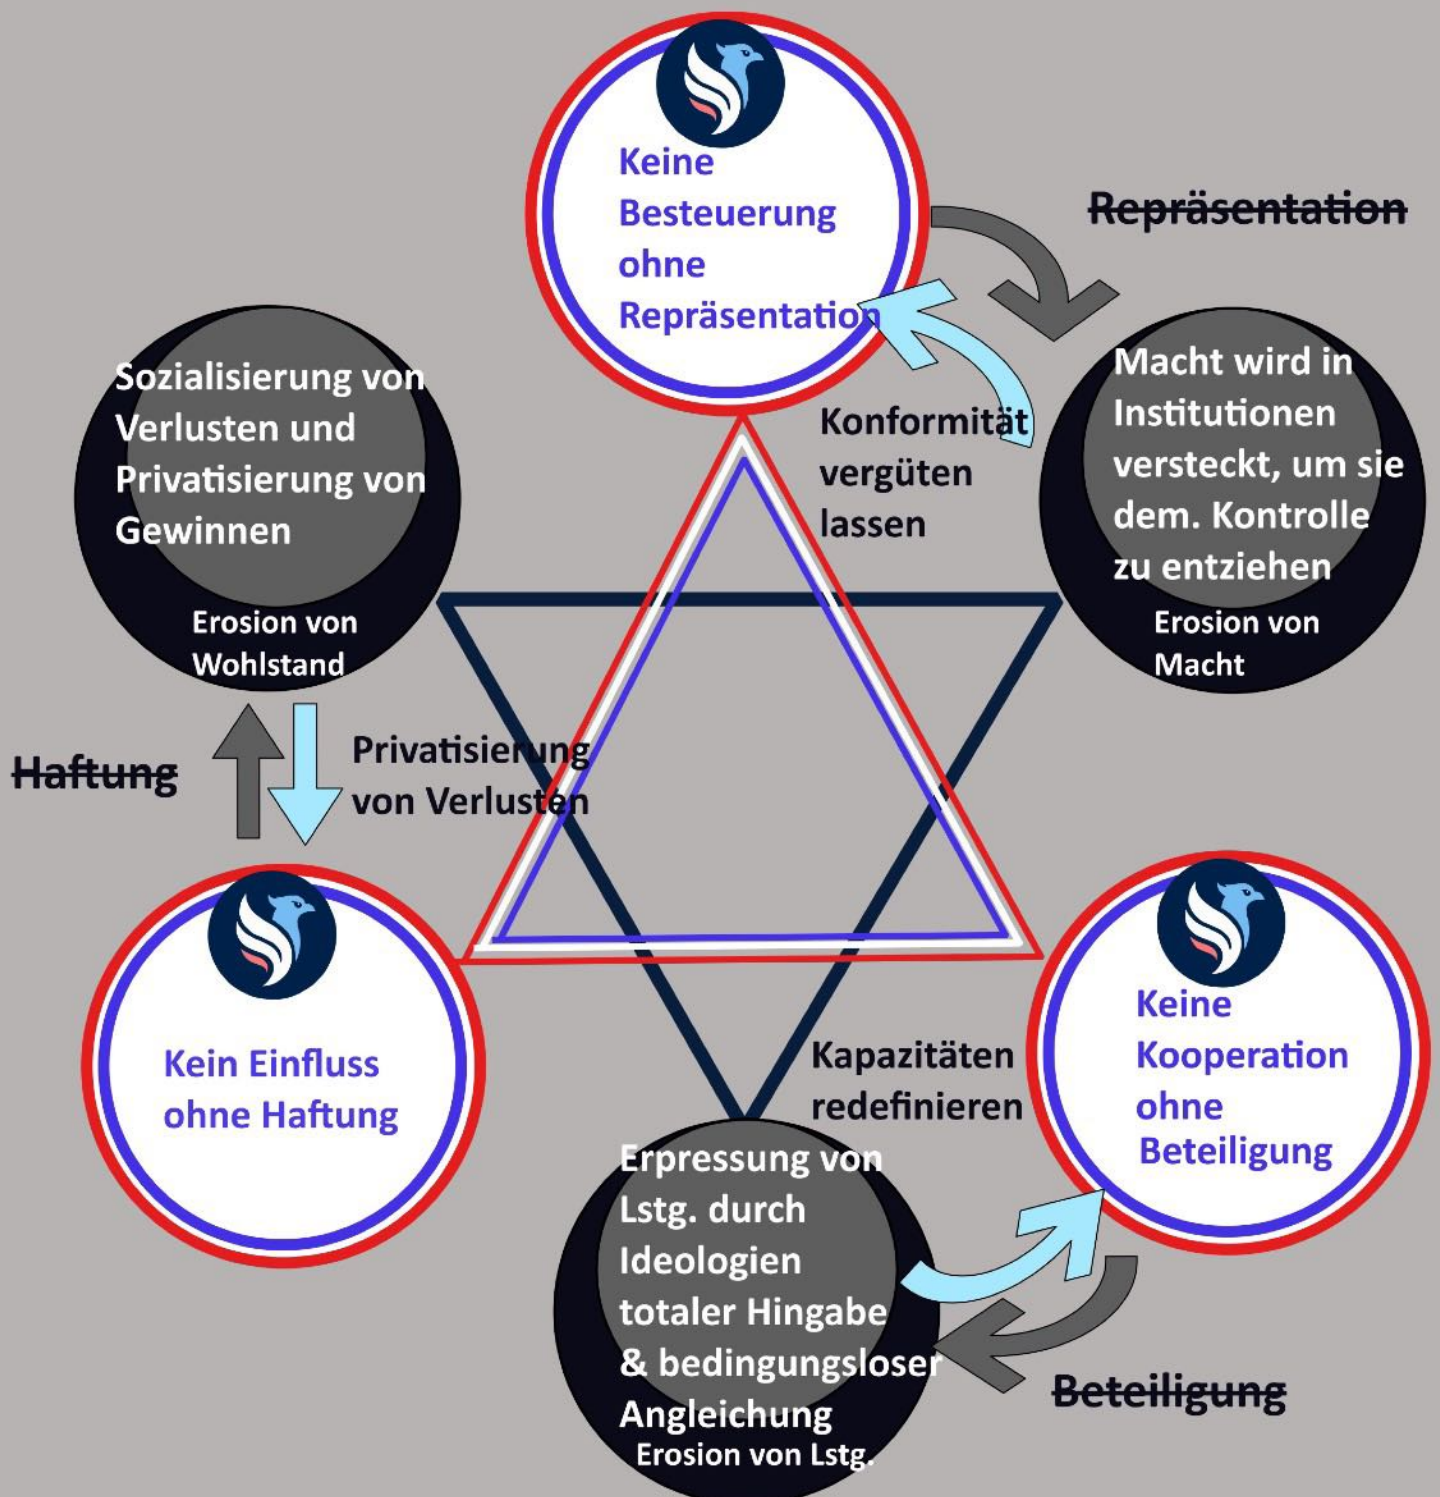 Keine
Besteuerung
ohne
Repräsentation
Repräsentation
Sozialisierung von
Verlusten und
Privatisierung von
Gewinnen
Erosion von
Wohlstand
Konformität
vergüten
lassen
Macht wird in
Institutionen
versteckt, um sie
dem. Kontrolle
zu entziehen
Erosion von
Macht
Haftung
Privatisierung
von Verlusten
Kein Einfluss
ohne Haftung
Kapazitäten
redefinieren
Keine
Kooperation
ohne
Beteiligung
Erpressung von
Lstg. durch
Ideologien
totaler Hingabe
& bedingungsloser
Angleichung
Erosion von Lstg.
Beteiligung